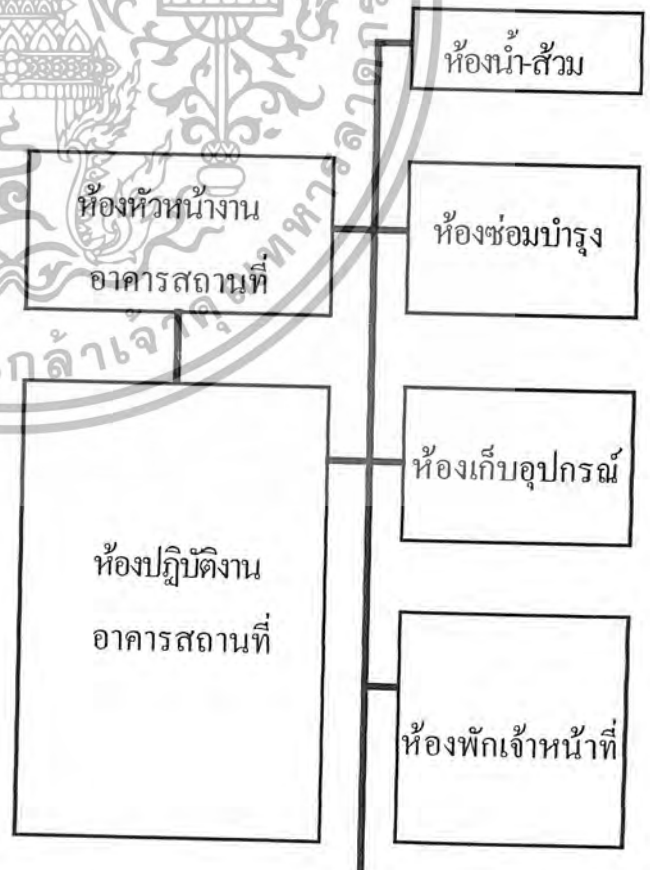 ห้องน้ำ-ส้วม
ห้องหัวหน้างาน
อาคารสถานที่
ห้องซ่อมบำรุง
ห้องเก็บอุปกรณ์
ห้องปฏิบัติงาน
อาคารสถานที่
ห้องพักเจ้าหน้าที่